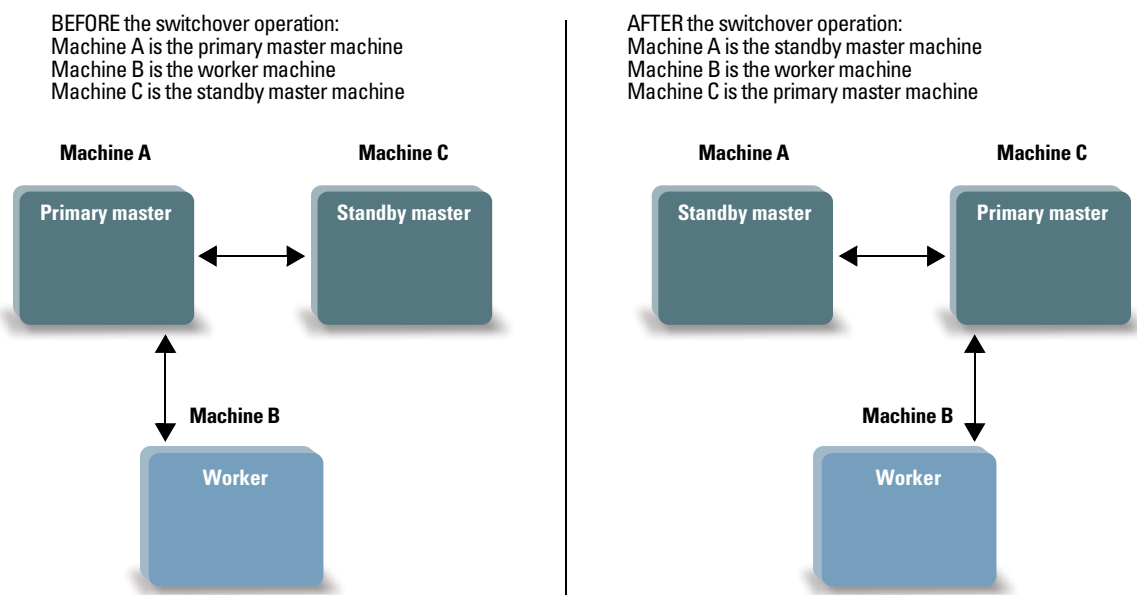 BEFORE the switchover operation:
Machine A is the primary master machine
Machine B is the worker machine
Machine C is the standby master machine
Machine A
Machine C
Primary master
Standby master
Machine B
Worker
AFTER the switchover operation:
Machine A is the standby master machine
Machine B is the worker machine
Machine C is the primary master machine
Machine A
Machine C
Standby master
Primary master
Machine B
Worker